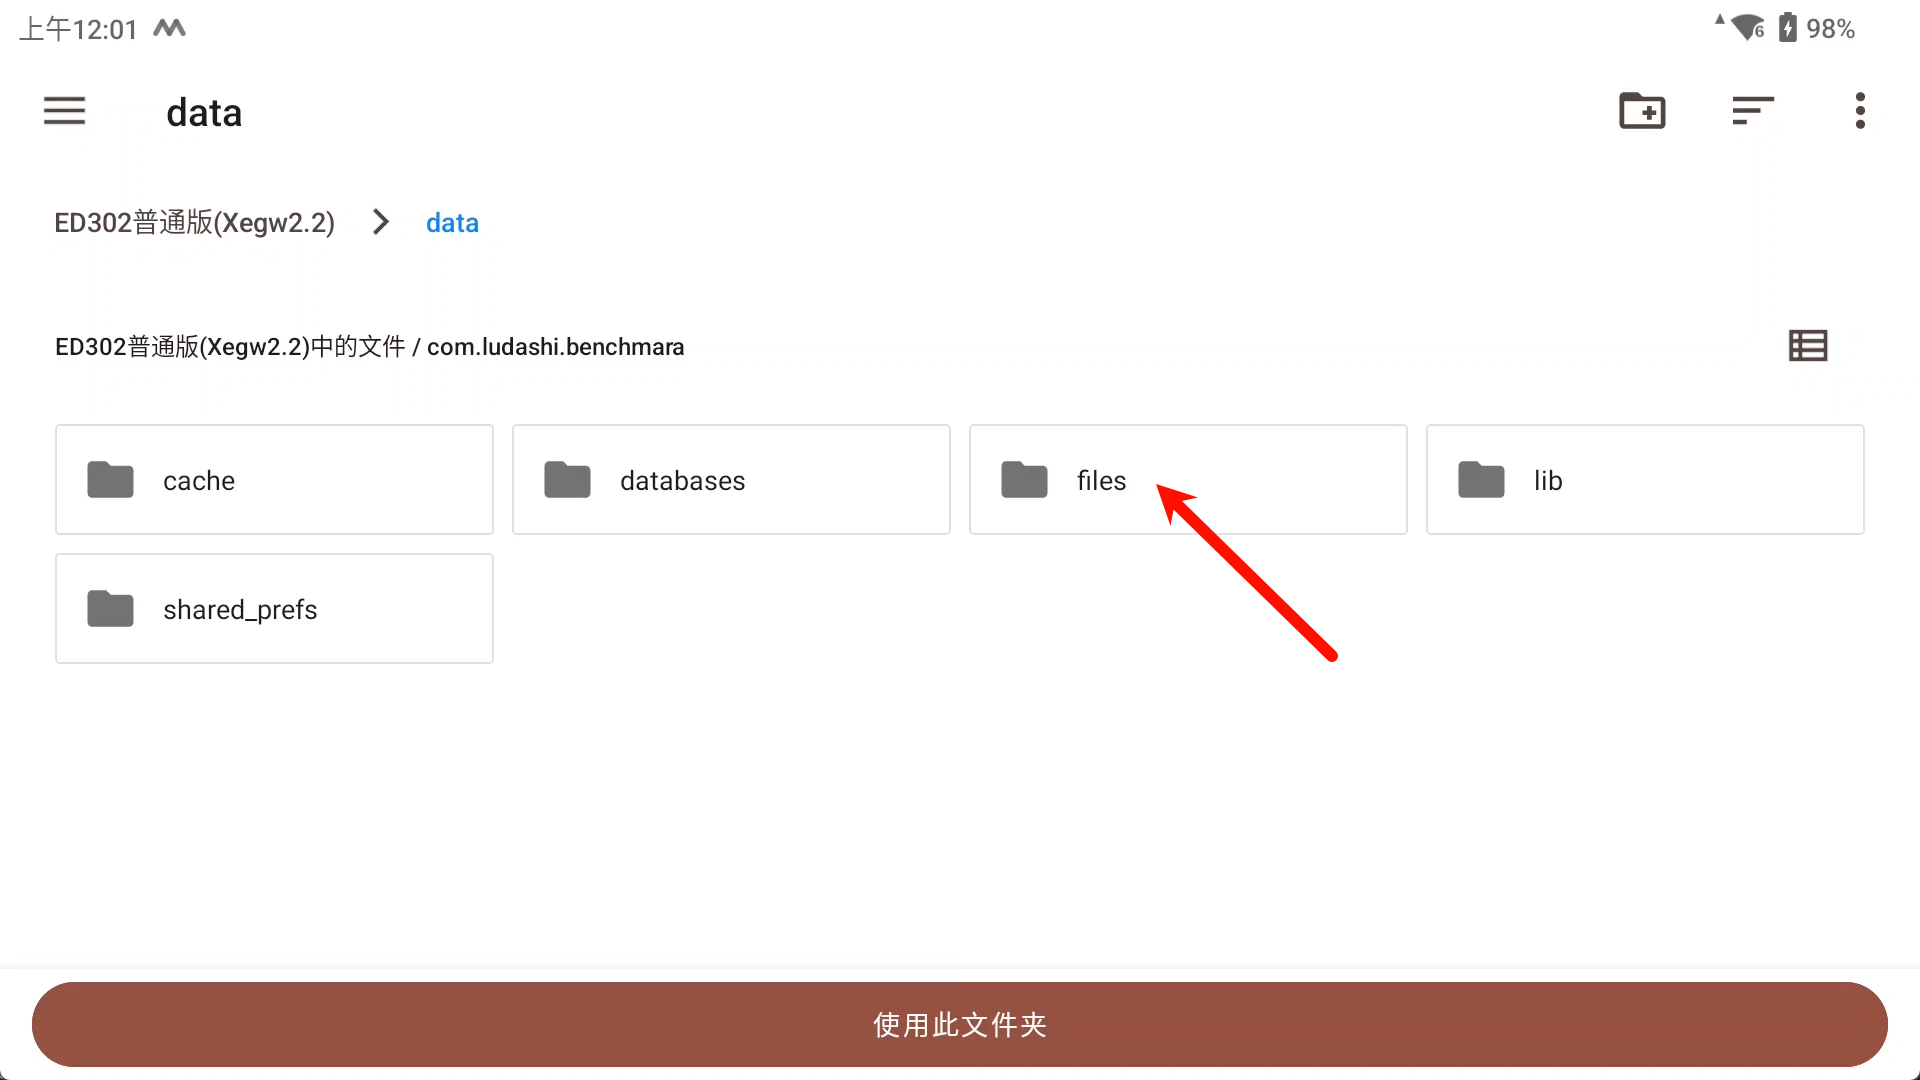 上午12:01
6 98%
data
ED302普通版(Xegw2.2) data
ED302普通版(Xegw2.2)中的文件 / com.ludashi.benchmara
cache
databases
files
lib
shared_prefs
使用此文件夹